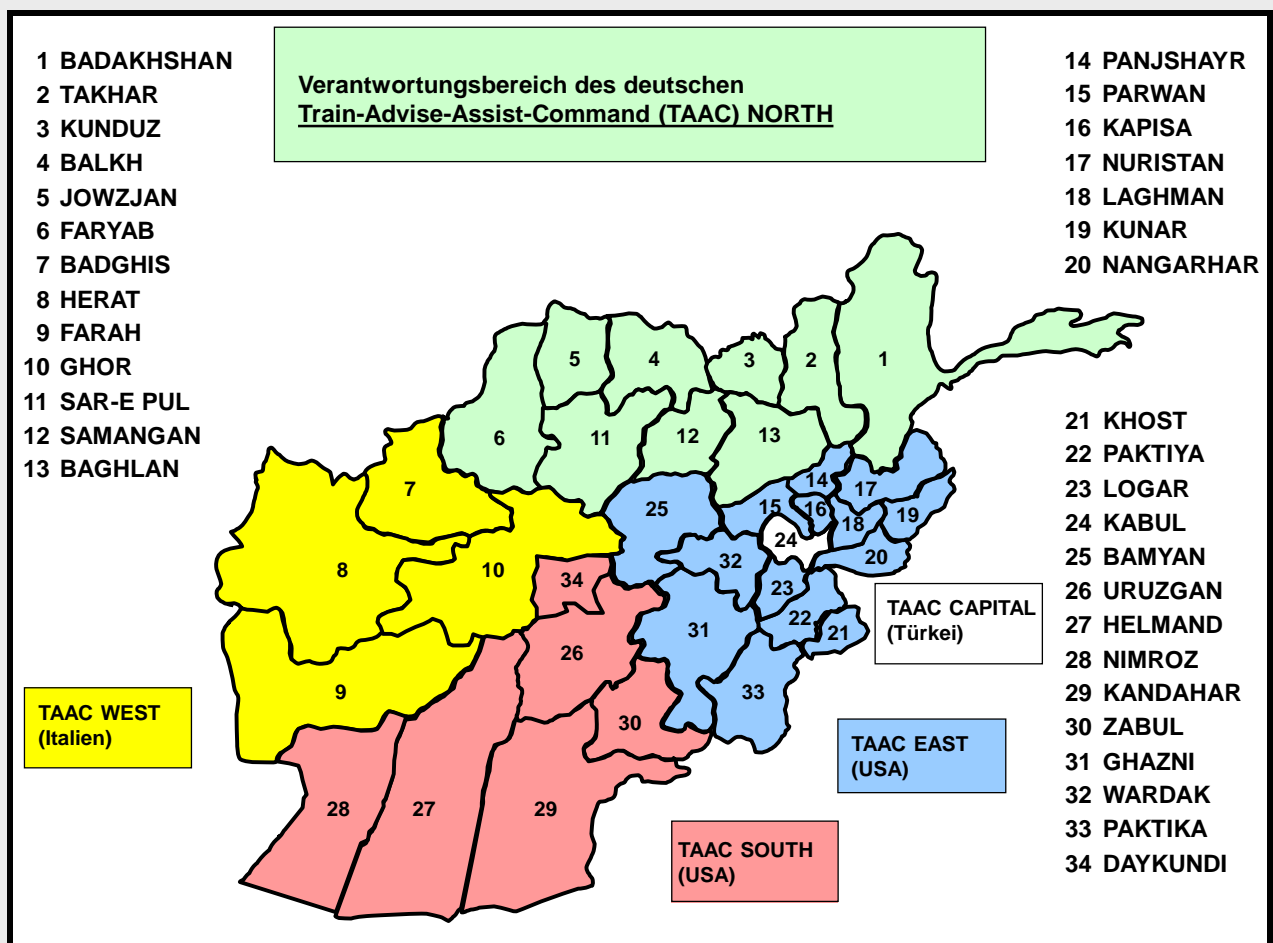 1 BADAKHSHAN
2 TAKHAR
3 KUNDUZ
4 BALKH
5 JOWZJAN
6 FARYAB
7 BADGHIS
8 HERAT
9 FARAH
10 GHOR
11 SAR-E PUL
12 SAMANGAN
13 BAGHLAN
Verantwortungsbereich des deutschen
Train-Advise-Assist-Command (TAAC) NORTH
14 PANJSHAYR
15 PARWAN
16 KAPISA
17 NURISTAN
18 LAGHMAN
19 KUNAR
20 NANGARHAR
21 KHOST
22 PAKTIYA
23 LOGAR
24 KABUL
25 BAMYAN
26 URUZGAN
27 HELMAND
28 NIMROZ
29 KANDAHAR
30 ZABUL
31 GHAZNI
32 WARDAK
33 PAKTIKA
34 DAYKUNDI
5
4
3
2
1
6
11
12
13
7
25
14
15
16
17
18
19
20
24
8
10
34
32
23
22
21
31
26
33
9
30
28
27
29
TAAC CAPITAL
(Türkei)
TAAC WEST
(Italien)
TAAC EAST
(USA)
TAAC SOUTH
(USA)